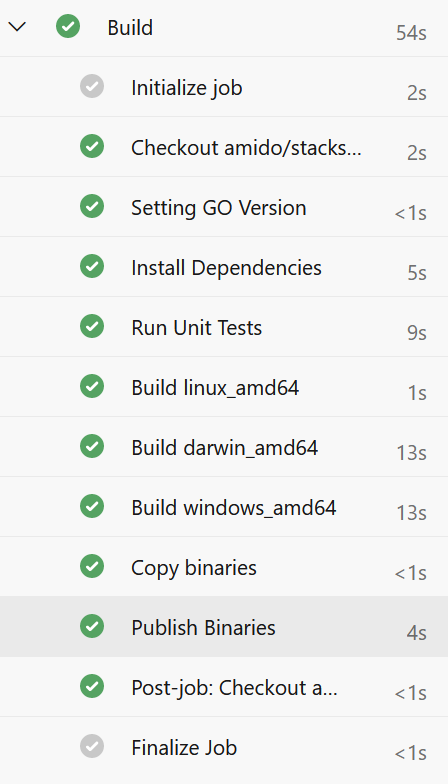 Build 54s
Initialize job 2s
Checkout amido/stacks... 2s
Setting GO Version <1s
Install Dependencies 5s
Run Unit Tests 9s
Build linux_amd64 1s
Build darwin_amd64 13s
Build windows_amd64 13s
Copy binaries <1s
Publish Binaries 4s
Post-job: Checkout a... <1s
Finalize Job <1s